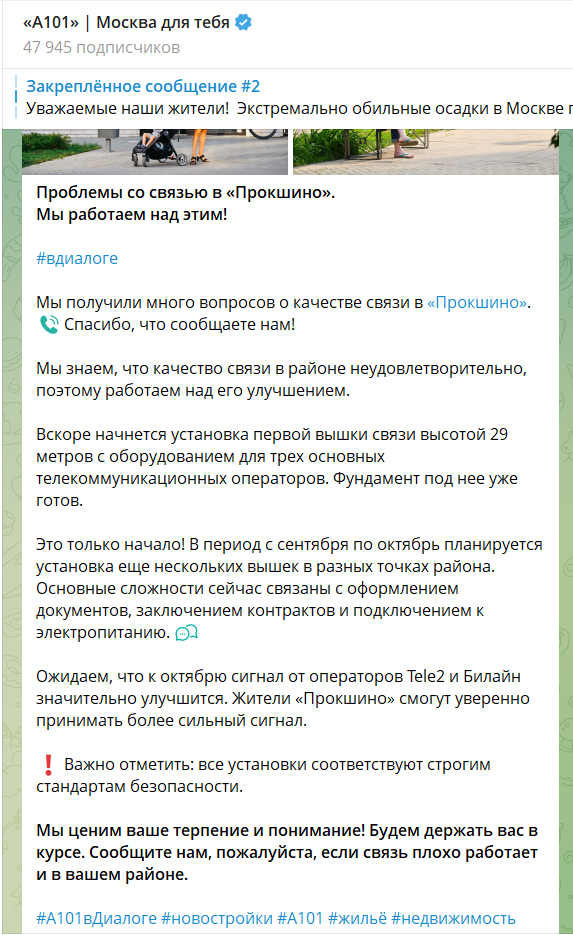 «А101» | Москва для тебя
47 945 подписчиков
Закреплённое сообщение #2
Уважаемые наши жители! Экстремально обильные осадки в Москве
Проблемы со связью в «Прокшино».
Мы работаем над этим!
#вдиалоге
Мы получили много вопросов о качестве связи в «Прокшино».
Спасибо, что сообщаете нам!
Мы знаем, что качество связи в районе неудовлетворительно,
поэтому работаем над его улучшением.
Вскоре начнется установка первой вышки связи высотой 29
метров с оборудованием для трех основных
телекоммуникационных операторов. Фундамент под нее уже
готов.
Это только начало! В период с сентября по октябрь планируется
установка еще нескольких вышек в разных точках района.
Основные сложности сейчас связаны с оформлением
документов, заключением контрактов и подключением к
электропитанию.
Ожидаем, что к октябрю сигнал от операторов Tele2 и Билайн
значительно улучшится. Жители «Прокшино» смогут уверенно
принимать более сильный сигнал.
❗ Важно отметить: все установки соответствуют строгим
стандартам безопасности.
Мы ценим ваше терпение и понимание! Будем держать вас в
курсе. Сообщите нам, пожалуйста, если связь плохо работает
и в вашем районе.
#А101вДиалоге #новостройки #А101 #жильё #недвижимость